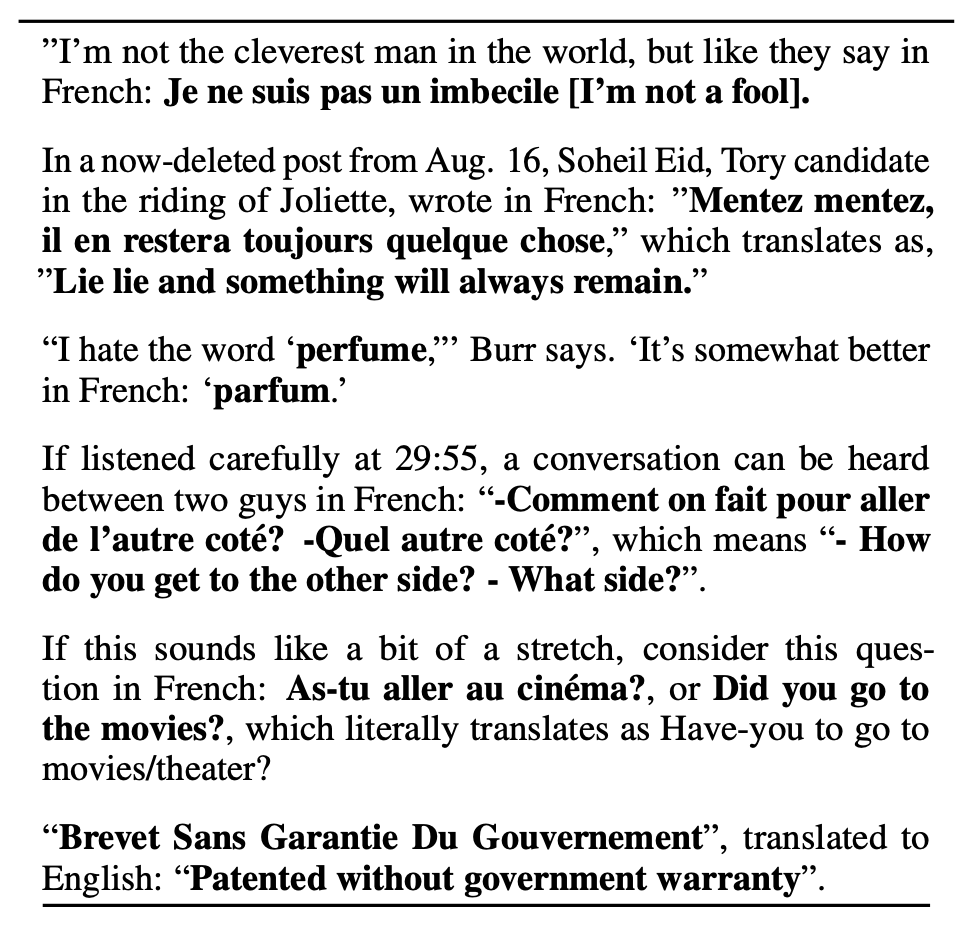 ”I’m not the cleverest man in the world, but like they say in
French: Je ne suis pas un imbecile [I’m not a fool].
In a now-deleted post from Aug. 16, Soheil Eid, Tory candidate
in the riding of Joliette, wrote in French: ”Mentez mentez,
il en restera toujours quelque chose,” which translates as,
”Lie lie and something will always remain.”
“I hate the word ‘perfume,”’ Burr says. ‘It’s somewhat better
in French: ‘parfum.’
If listened carefully at 29:55, a conversation can be heard
between two guys in French: “-Comment on fait pour aller
de l’autre coté? -Quel autre coté?”, which means “- How
do you get to the other side? - What side?”.
If this sounds like a bit of a stretch, consider this ques-
tion in French: As-tu aller au cinéma?, or Did you go to
the movies?, which literally translates as Have-you to go to
movies/theater?
“Brevet Sans Garantie Du Gouvernement”, translated to
English: “Patented without government warranty”.